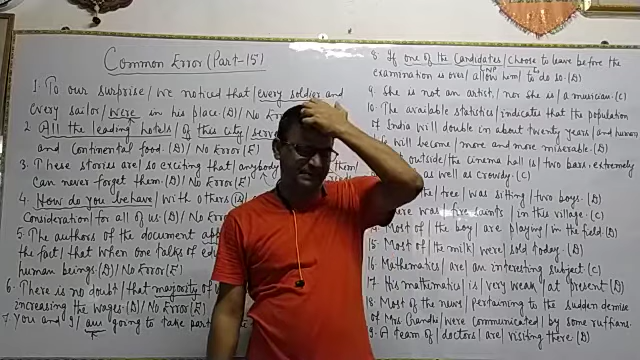 Common Error (Part-15)
1. To our surprise/ we noticed that/ every soldier and
every sailor/ were in his place. (D)/ No
2. All the leading hotels/ of this city/
and Continental food. (D)/ No Error (E)
3. These stories are/ so exciting that/ anybody
can never forget them. (D)/ No Error (E)
4. How do you behave/ with others
Consideration/ for all of us. (D)/ No
5. The authors of the document
the fact/ that when one talks of
human beings. (D)/ No Error (E)
6. There is no doubt/ that majority of
increasing the wages. (D)/ No Error (E)
7. You and I/ am going to take part
8. If one of the Candidates/ choose to leave before the
examination is over/ allow him/ to do so. (D)
9. She is not an artist/ nor she is/ a musician. (C)
10. The available statistics/ indicates that the population
of India will double in about twenty years/ and human
will become/ more and more miserable. (D)
outside/ the cinema hall is/ two bars, extremely
as well as crowdy. (C)
the/ tree/ was sitting/ two boys. (D)
was five saints/ in this village. (C)
Most of/ the boy/ are playing/ in the field. (D)
15. Most of/ the milk/ were/ sold today. (D)
16. Mathematics/ are/ an interesting subject. (C)
17. His mathematics/ is very weak/ at present. (D)
18. Most of the news/ pertaining to the sudden demise
of Mrs Gandhi/ were communicated/ by some ruffians.
19. A team of/ doctors/ are/ visiting there. (D)